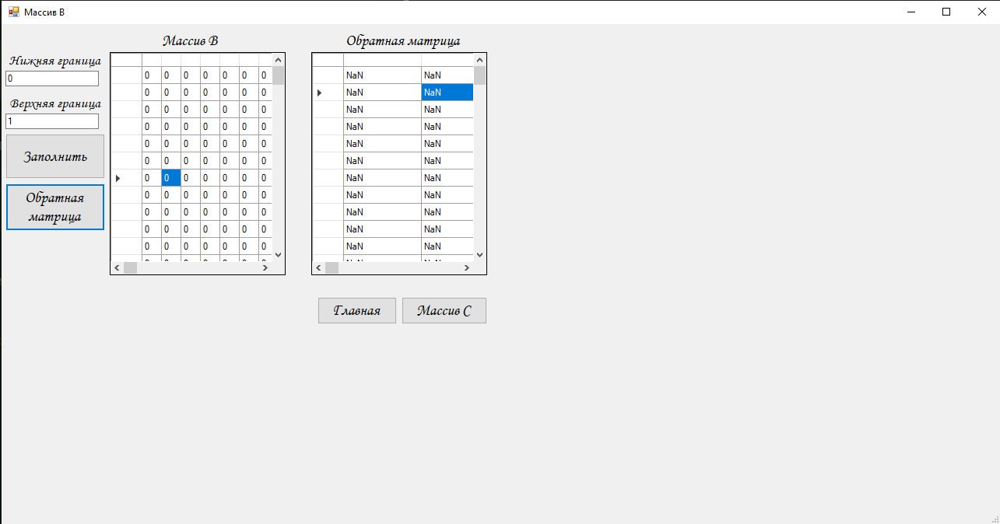 Массив В
Массив В
Обратная матрица
Нижняя граница
0
Верхняя граница
1
Заполнить
Обратная
матрица
0 0 0 0 0 0 0
0 0 0 0 0 0 0
0 0 0 0 0 0 0
0 0 0 0 0 0 0
0 0 0 0 0 0 0
0 0 0 0 0 0 0
0 0 0 0 0 0 0
0 0 0 0 0 0 0
0 0 0 0 0 0 0
0 0 0 0 0 0 0
0 0 0 0 0 0 0
NaN NaN
NaN NaN
NaN NaN
NaN NaN
NaN NaN
NaN NaN
NaN NaN
NaN NaN
NaN NaN
NaN NaN
NaN NaN
Главная
Массив С